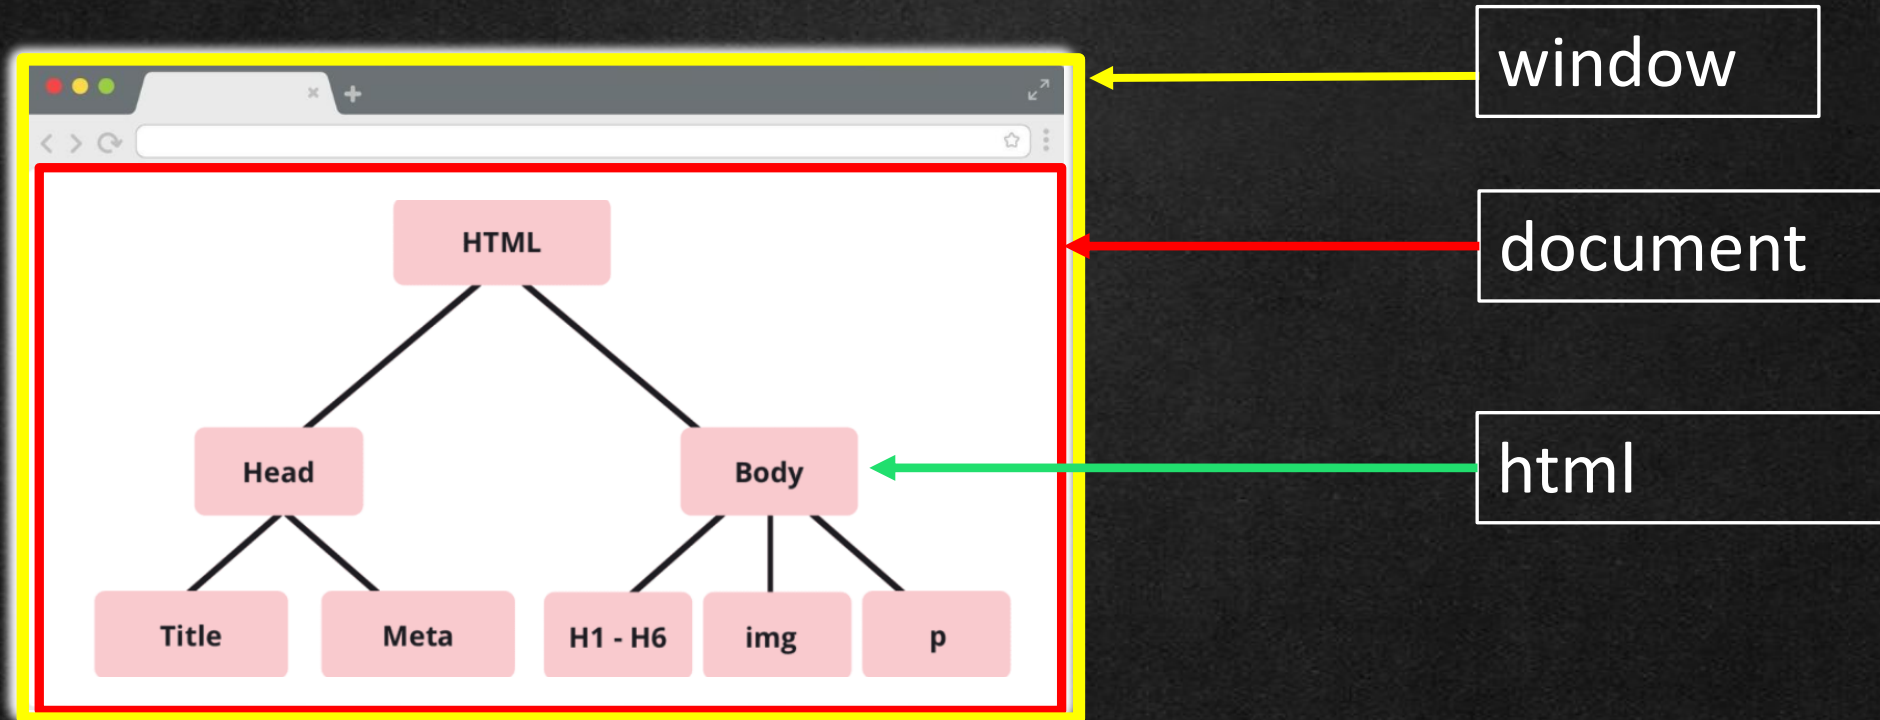 window
HTML
document
Head
Body
html
Title
Meta
H1 - H6
img
p